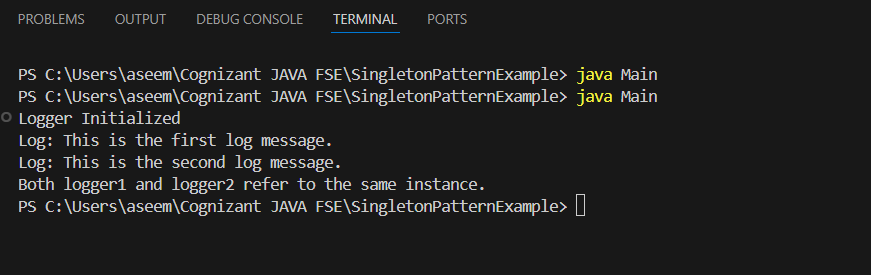 PROBLEMS OUTPUT DEBUG CONSOLE TERMINAL PORTS
PS C:\Users\aseem\Cognizant JAVA FSE\SingletonPatternExample> java Main
PS C:\Users\aseem\Cognizant JAVA FSE\SingletonPatternExample> java Main
Logger Initialized
Log: This is the first log message.
Log: This is the second log message.
Both logger1 and logger2 refer to the same instance.
PS C:\Users\aseem\Cognizant JAVA FSE\SingletonPatternExample>